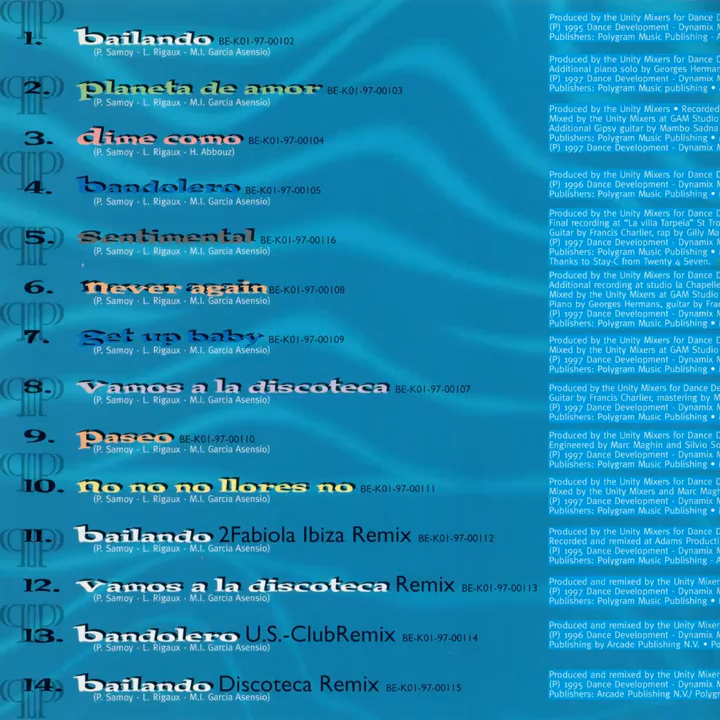 1. bailando BE-K01-97-00102
(P. Samoy - L. Rigaux - M.I. Garcia Asensio)
Produced by the Unity Mixers for Dance
(P) 1995 Dance Development - Dynamix
Publishers: Polygram Music Publishing -
2. planeta de amor BE-K01-97-00103
(P. Samoy - L. Rigaux - M.I. Garcia Asensio)
Produced by the Unity Mixers for Dance
Additional piano solo by Georges Herman
(P) 1997 Dance Development - Dynamix
Publishers: Polygram Music publishing •
3. dime como BE-K01-97-00104
(P. Samoy - L. Rigaux - H. Abbouz)
Produced by the Unity Mixers • Recorded
Mixed by the Unity Mixers at GAM Studio
Additional Gipsy guitar by Mambo Sadna
Publishers: Polygram Music publishing •
(P) 1997 Dance Development - Dynamix
4. bandolero BE-K01-97-00105
(P. Samoy - L. Rigaux - M.I. Garcia Asensio)
Produced by the Unity Mixers for Dance
(P) 1996 Dance Development - Dynamix
Publishers: Polygram Music Publishing •
5. sentimental BE-K01-97-00116
(P. Samoy - L. Rigaux - M.I. Garcia Asensio)
Produced by the Unity Mixers for Dance
Final recording at "La villa Tarpeia" St Tro
Guitar by Francis Charlier, rap by Gilly Ma
(P) 1997 Dance Development - Dynamix
Publishers: Polygram Music Publishing •
Thanks to Stay-C from Twenty 4 Seven.
6. never again BE-K01-97-00108
(P. Samoy - L. Rigaux - M.I. Garcia Asensio)
Produced by the Unity Mixers for Dance
Additional recording at studio la Chapelle
Mixed by the Unity Mixers at GAM Studio
Piano by Georges Hermans, guitar by Fra
(P) 1997 Dance Development - Dynamix
Publishers: Polygram Music Publishing •
7. get up baby BE-K01-97-00109
(P. Samoy - L. Rigaux - M.I. Garcia Asensio)
Produced by the Unity Mixers for Dance
Mixed by the Unity Mixers at GAM Studio
(P) 1997 Dance Development - Dynamix
Publishers: Polygram Music Publishing •
8. vamos a la discoteca BE-K01-97-00107
(P. Samoy - L. Rigaux - M.I. Garcia Asensio)
Produced by the Unity Mixers for Dance De
Guitar by Francis Charlier, mastering by M
(P) 1997 Dance Development - Dynamix
Publishers: Polygram Music Publishing •
9. paseo BE-K01-97-00110
(P. Samoy - L. Rigaux - M.I. Garcia Asensio)
Produced by the Unity Mixers for Dance
Engineered by Marc Maghin and Silvio So
(P) 1997 Dance Development - Dynamix
Publishers: Polygram Music Publishing •
10. no no no llores no BE-K01-97-00111
(P. Samoy - L. Rigaux - M.I. Garcia Asensio)
Produced by the Unity Mixers for Dance
Mixed by the Unity Mixers and Marc Magh
(P) 1997 Dance Development - Dynamix
Publishers: Polygram Music Publishing •
11. bailando 2Fabiola Ibiza Remix BE-K01-97-00112
(P. Samoy - L. Rigaux - M.I. Garcia Asensio)
Produced by the Unity Mixers for Dance
Recorded and remixed at Adams Producti
(P) 1995 Dance Development - Dynamix
Publishers: Polygram Music Publishing -
12. vamos a la discoteca Remix BE-K01-97-00113
(P. Samoy - L. Rigaux - M.I. Garcia Asensio)
Produced and remixed by the Unity Mixer
(P) 1997 Dance Development - Dynamix
Publishers: Polygram Music Publishing •
13. bandolero U.S.-ClubRemix BE-K01-97-00114
(P. Samoy - L. Rigaux - M.I. Garcia Asensio)
Produced and remixed by the Unity Mixer
(P) 1996 Dance Development - Dynamix
Publishing by Arcade Publishing N.V. • Po
14. bailando Discoteca Remix BE-K01-97-00115
(P. Samoy - L. Rigaux - M.I. Garcia Asensio)
Produced and remixed by the Unity Mixer
(P) 1995 Dance Development - Dynamix
Publishers: Arcade Publishing N.V./ Polygr